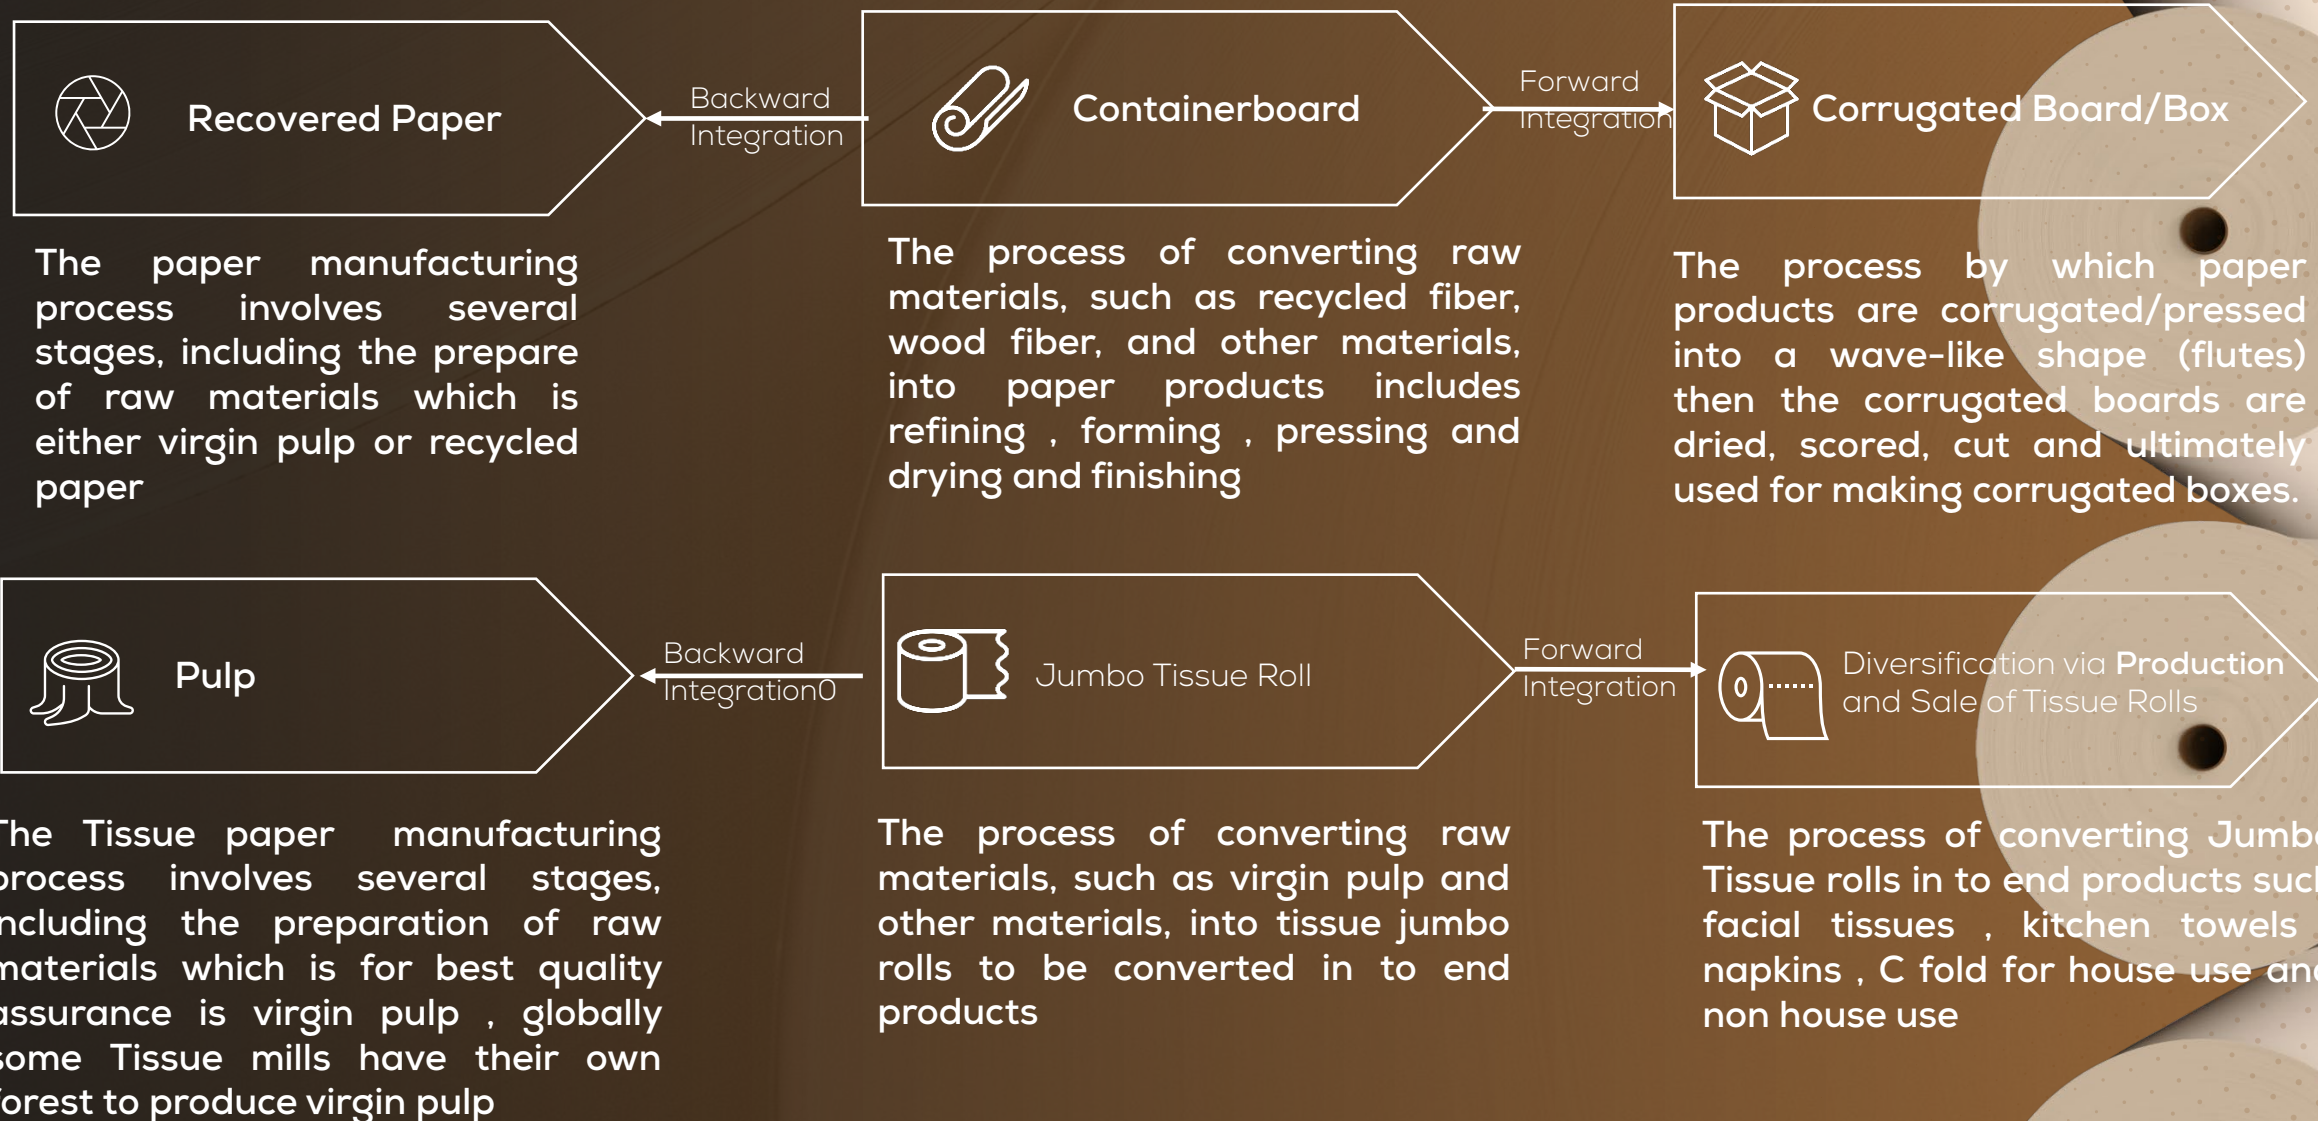 Recovered Paper
Backward
Integration
Containerboard
Forward
Integration
Corrugated Board/Box
The paper manufacturing
process involves several
stages, including the prepare
of raw materials which is
either virgin pulp or recycled
paper
The process of converting raw
materials, such as recycled fiber,
wood fiber, and other materials,
into paper products includes
refining , forming , pressing and
drying and finishing
The process by which paper
products are corrugated/pressed
into a wave-like shape (flutes)
then the corrugated boards are
dried, scored, cut and ultimately
used for making corrugated boxes.
Pulp
Backward
Integration0
Jumbo Tissue Roll
Forward
Integration
Diversification via Production
and Sale of Tissue Rolls
The Tissue paper manufacturing
process involves several stages,
including the preparation of raw
materials which is for best quality
assurance is virgin pulp , globally
some Tissue mills have their own
forest to produce virgin pulp
The process of converting raw
materials, such as virgin pulp and
other materials, into tissue jumbo
rolls to be converted in to end
products
The process of converting Jumbo
Tissue rolls in to end products such
facial tissues , kitchen towels
napkins , C fold for house use and
non house use